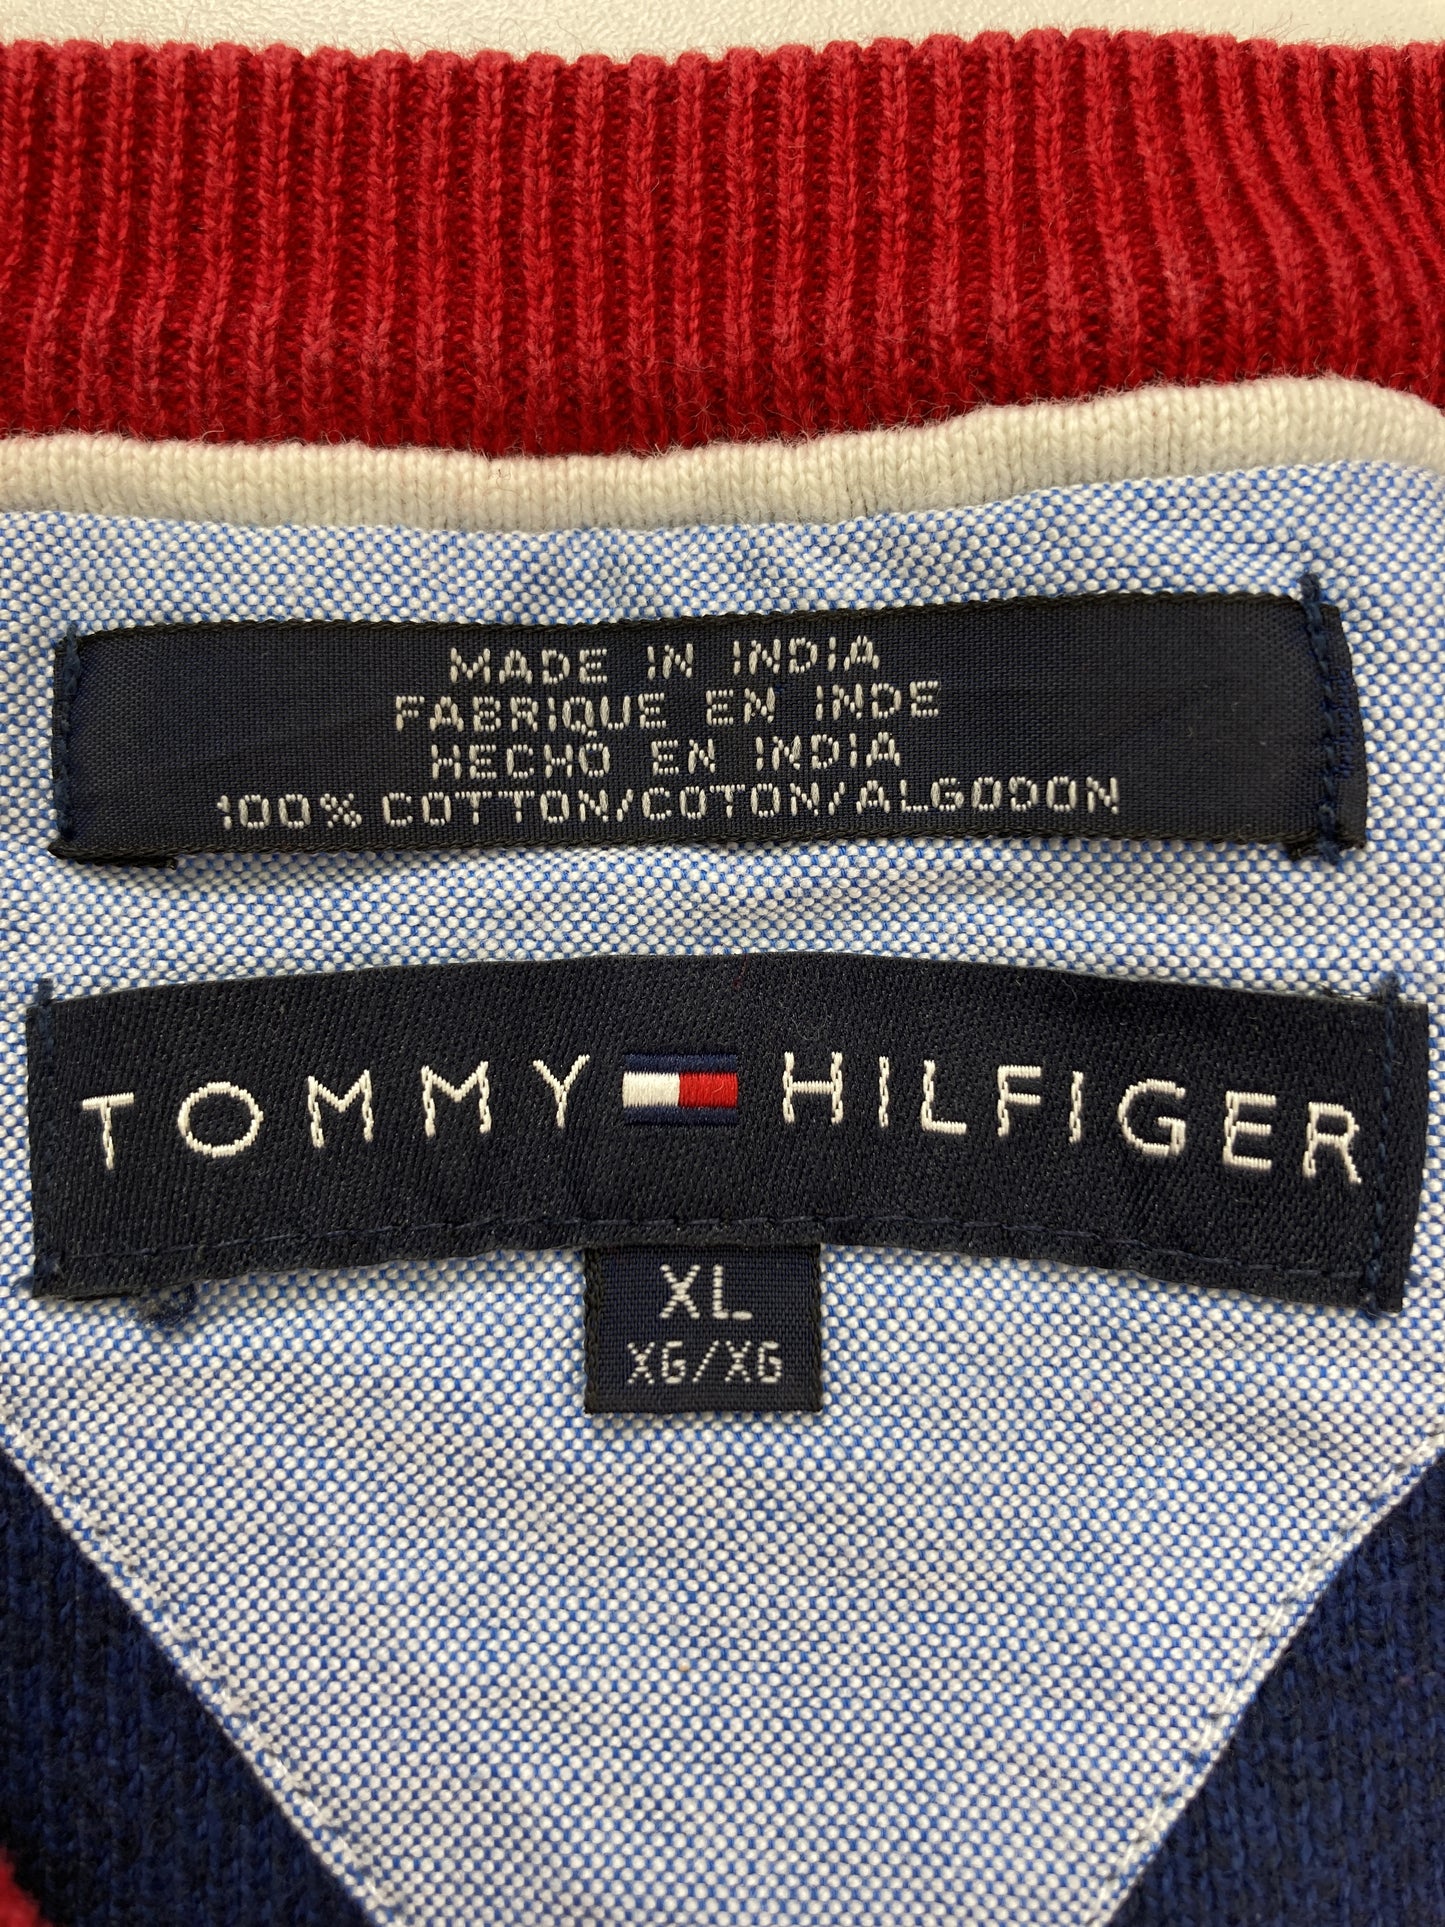 MADE IN INDIA
FABRIQUE EN INDE
HECHO EN INDIA
100% COTTON/COTON/ALGODON
TOMMY HILFIGER
XL
XG/XG